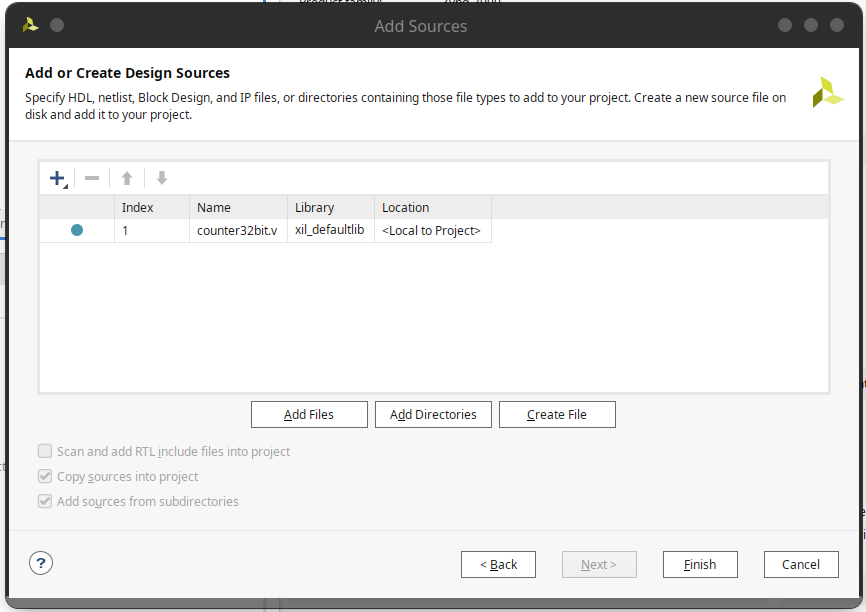 Add Sources
Add or Create Design Sources
Specify HDL, netlist, Block Design, and IP files, or directories containing those file types to add to your project. Create a new source file on
disk and add it to your project.
Index Name Library Location
1 counter32bit.v xil_defaultlib <Local to Project>
Add Files Add Directories Create File
Scan and add RTL include files into project
Copy sources into project
Add sources from subdirectories
? < Back Next > Finish Cancel